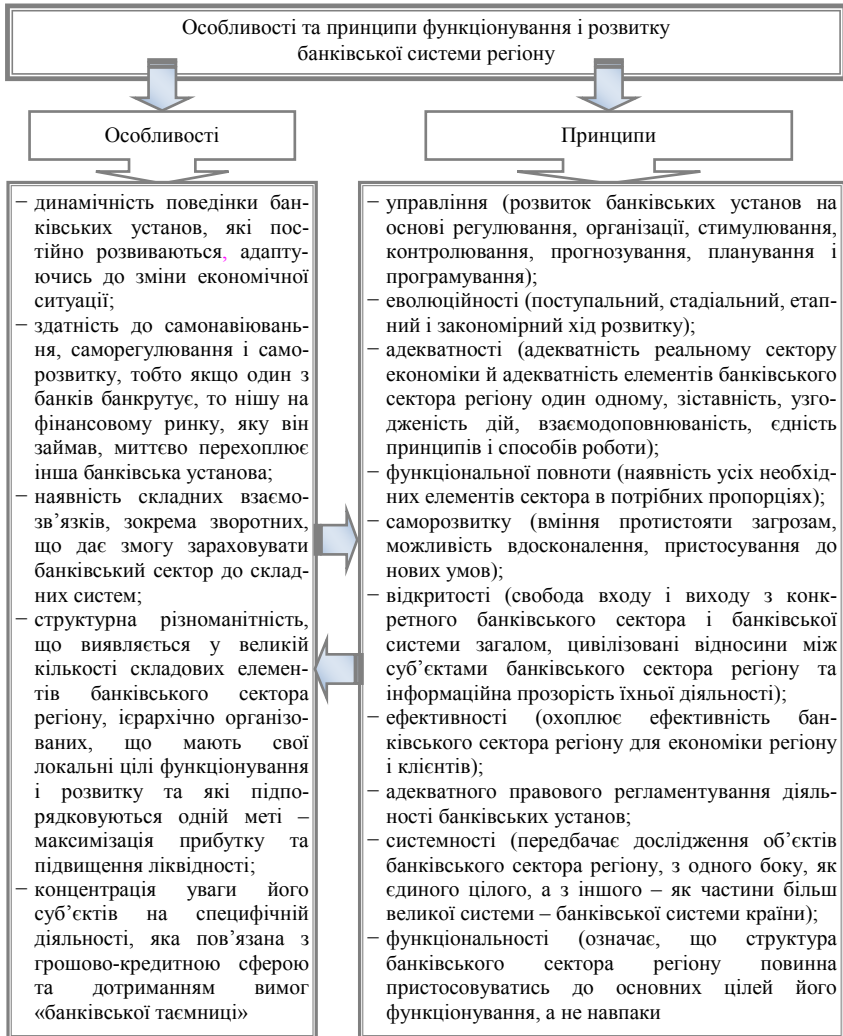 Особливості та принципи функціонування і розвитку
банківської системи регіону
Особливості
Принципи
− динамічність поведінки бан-
ківських установ, які пос-
тійно розвиваються, адапту-
ючись до зміни економічної
ситуації;
− здатність до самонавіювань-
ня, саморегулювання і само-
розвитку, тобто якщо один з
банків банкрутує, то нішу на
фінансовому ринку, яку він
займав, миттєво перехоплює
інша банківська установа;
− наявність складних взаємо-
зв’язків, зокрема зворотних,
що дає змогу зараховувати
банківський сектор до склад-
них систем;
− структурна різноманітність,
що виявляється у великій
кількості складових елемен-
тів банківського сектора
регіону, ієрархічно організо-
ваних, що мають свої
локальні цілі функціонування
і розвитку та які підпо-
рядковуються одній меті –
максимізація прибутку та
підвищення ліквідності;
− концентрація уваги його
суб’єктів на специфічній
діяльності, яка пов’язана з
грошово-кредитною сферою
та дотриманням вимог
«банківської таємниці»
− управління (розвиток банківських установ на
основі регулювання, організації, стимулювання,
контролювання, прогнозування, планування і
програмування);
− еволюційності (поступальний, стадіальний, етап-
ний і закономірний хід розвитку);
− адекватності (адекватність реальному сектору
економіки й адекватність елементів банківського
сектора регіону один одному, зіставність, узго-
дженість дій, взаємодоповнюваність, єдність
принципів і способів роботи);
− функціональної повноти (наявність усіх необхід-
них елементів сектора в потрібних пропорціях);
− саморозвитку (вміння протистояти загрозам,
можливість вдосконалення, пристосування до
нових умов);
− відкритості (свобода входу і виходу з конк-
ретного банківського сектора і банківської
системи загалом, цивілізовані відносини між
суб’єктами банківського сектора регіону та
інформаційна прозорість їхньої діяльності);
− ефективності (охоплює ефективність бан-
ківського сектора регіону для економіки регіону
і клієнтів);
− адекватного правового регламентування діяль-
ності банківських установ;
− системності (передбачає дослідження об’єктів
банківського сектора регіону, з одного боку, як
єдиного цілого, а з іншого – як частини більш
великої системи – банківської системи країни);
− функціональності (означає, що структура
банківського сектора регіону повинна
пристосовуватись до основних цілей його
функціонування, а не навпаки